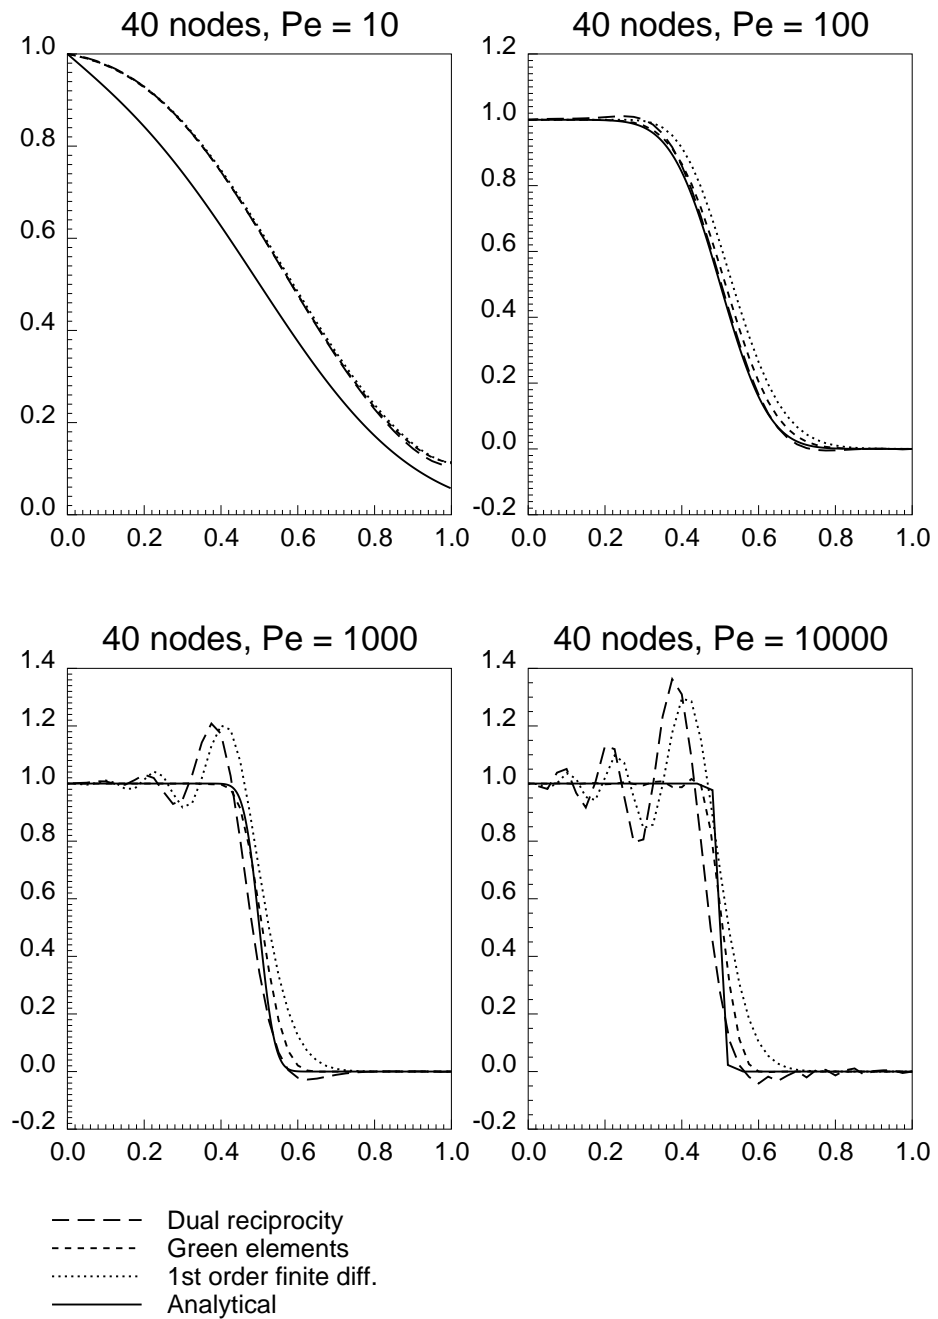 40 nodes, Pe = 10
1.0
0.8
0.6
0.4
0.2
0.0
0.0 0.2 0.4 0.6 0.8 1.0
40 nodes, Pe = 100
1.2
1.0
0.8
0.6
0.4
0.2
0.0
-0.2
0.0 0.2 0.4 0.6 0.8 1.0
40 nodes, Pe = 1000
1.4
1.2
1.0
0.8
0.6
0.4
0.2
0.0
-0.2
0.0 0.2 0.4 0.6 0.8 1.0
40 nodes, Pe = 10000
1.4
1.2
1.0
0.8
0.6
0.4
0.2
0.0
-0.2
0.0 0.2 0.4 0.6 0.8 1.0
Dual reciprocity
Green elements
1st order finite diff.
Analytical